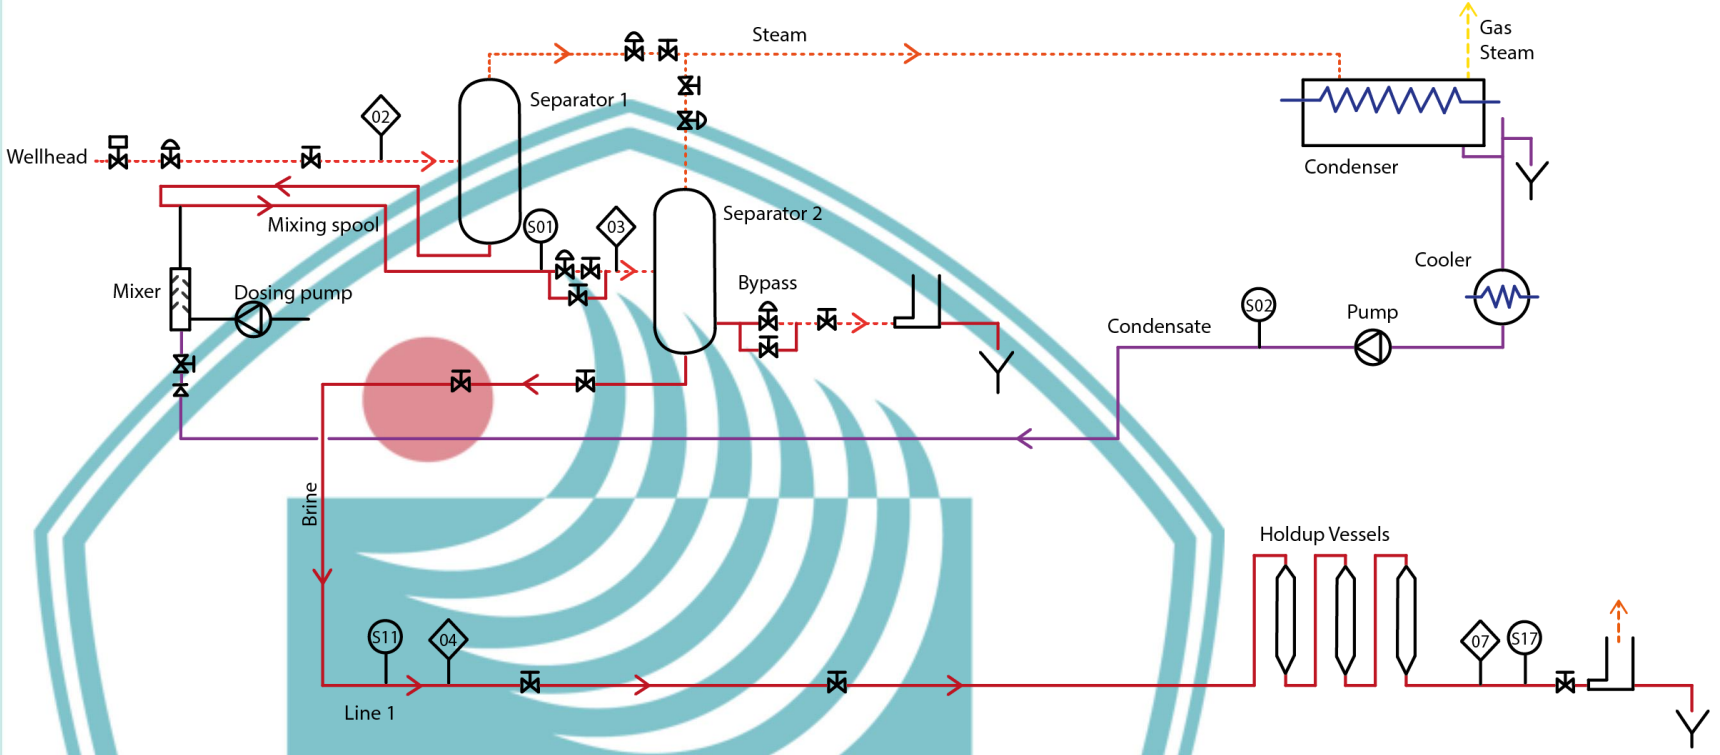 Steam
Gas
Steam
Separator 1
02
Wellhead
Condenser
Mixing spool
S01
03
Separator 2
Cooler
Bypass
Mixer
Dosing pump
S02
Pump
Condensate
Brine
Holdup Vessels
S11
04
07
S17
Line 1